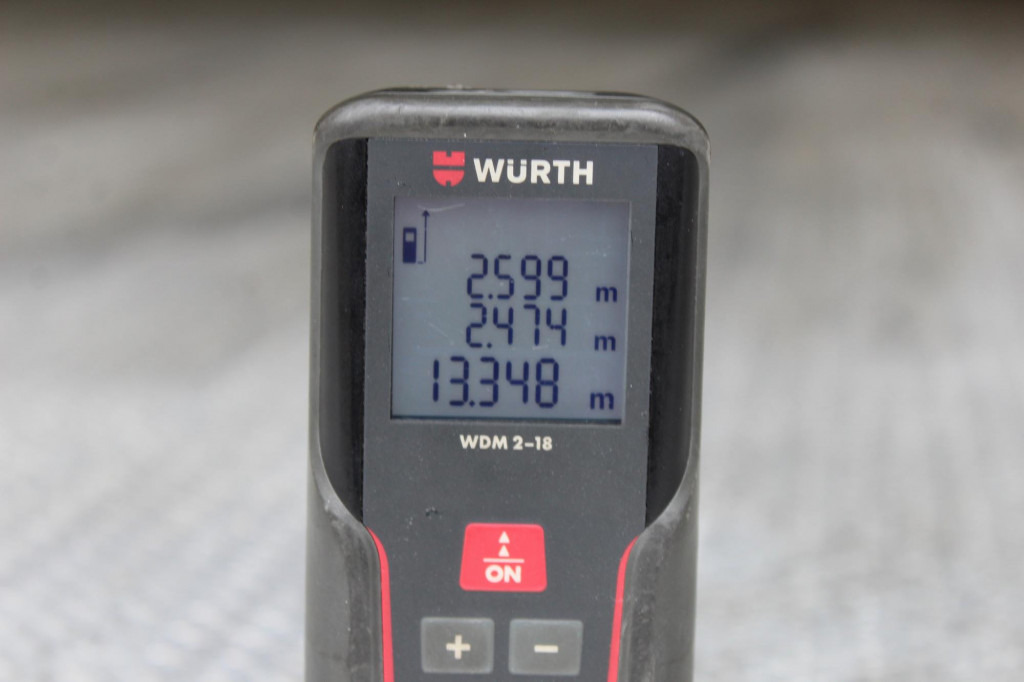 WÜRTH
2.599 m
2.474 m
13.348 m
WDM 2-18
ON
+ -